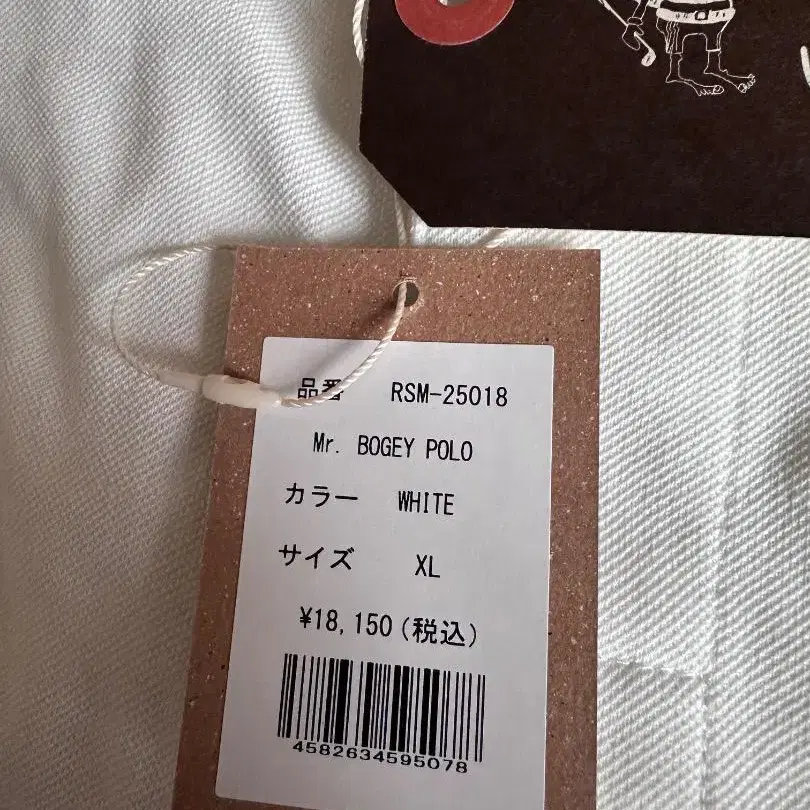 品番 RSM-25018
Mr. BOGEY POLO
カラー WHITE
サイズ XL
¥18,150(税込)
4582634595078